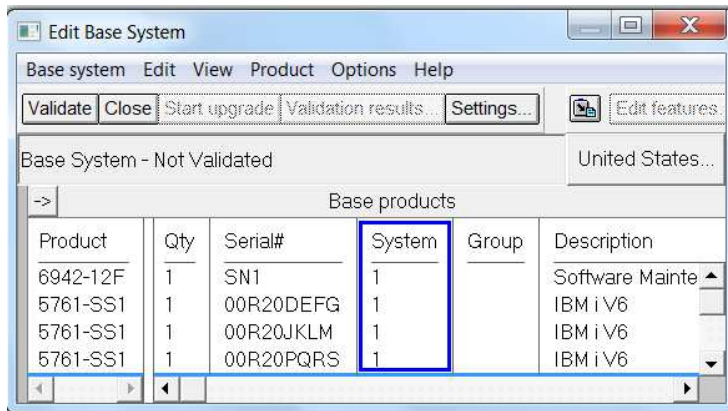 Edit Base System
Base system Edit View Product Options Help
Validate Close Start upgrade Validation results... Settings... Edit features
Base System - Not Validated United States...
-> Base products
Product Qty Serial# System Group Description
6942-12F 1 SN1 1 Software Mainte
5761-SS1 1 00R20DEFG 1 IBM i V6
5761-SS1 1 00R20JKLM 1 IBM i V6
5761-SS1 1 00R20PQRS 1 IBM i V6